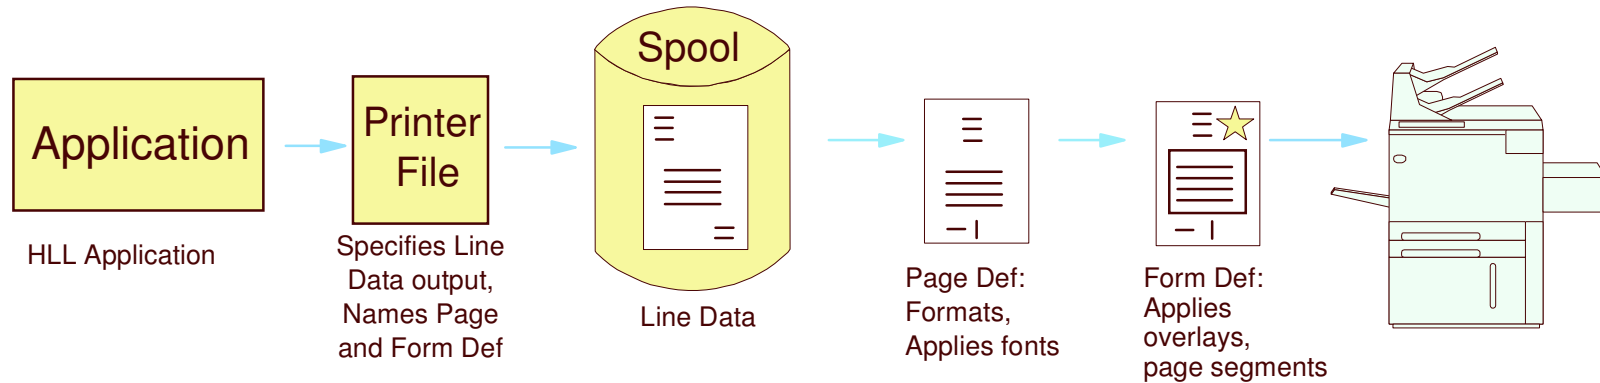 Application
HLL Application
Printer
File
Specifies Line
Data output,
Names Page
and Form Def
Spool
Line Data
Page Def:
Formats,
Applies fonts
Form Def:
Applies
overlays,
page segments